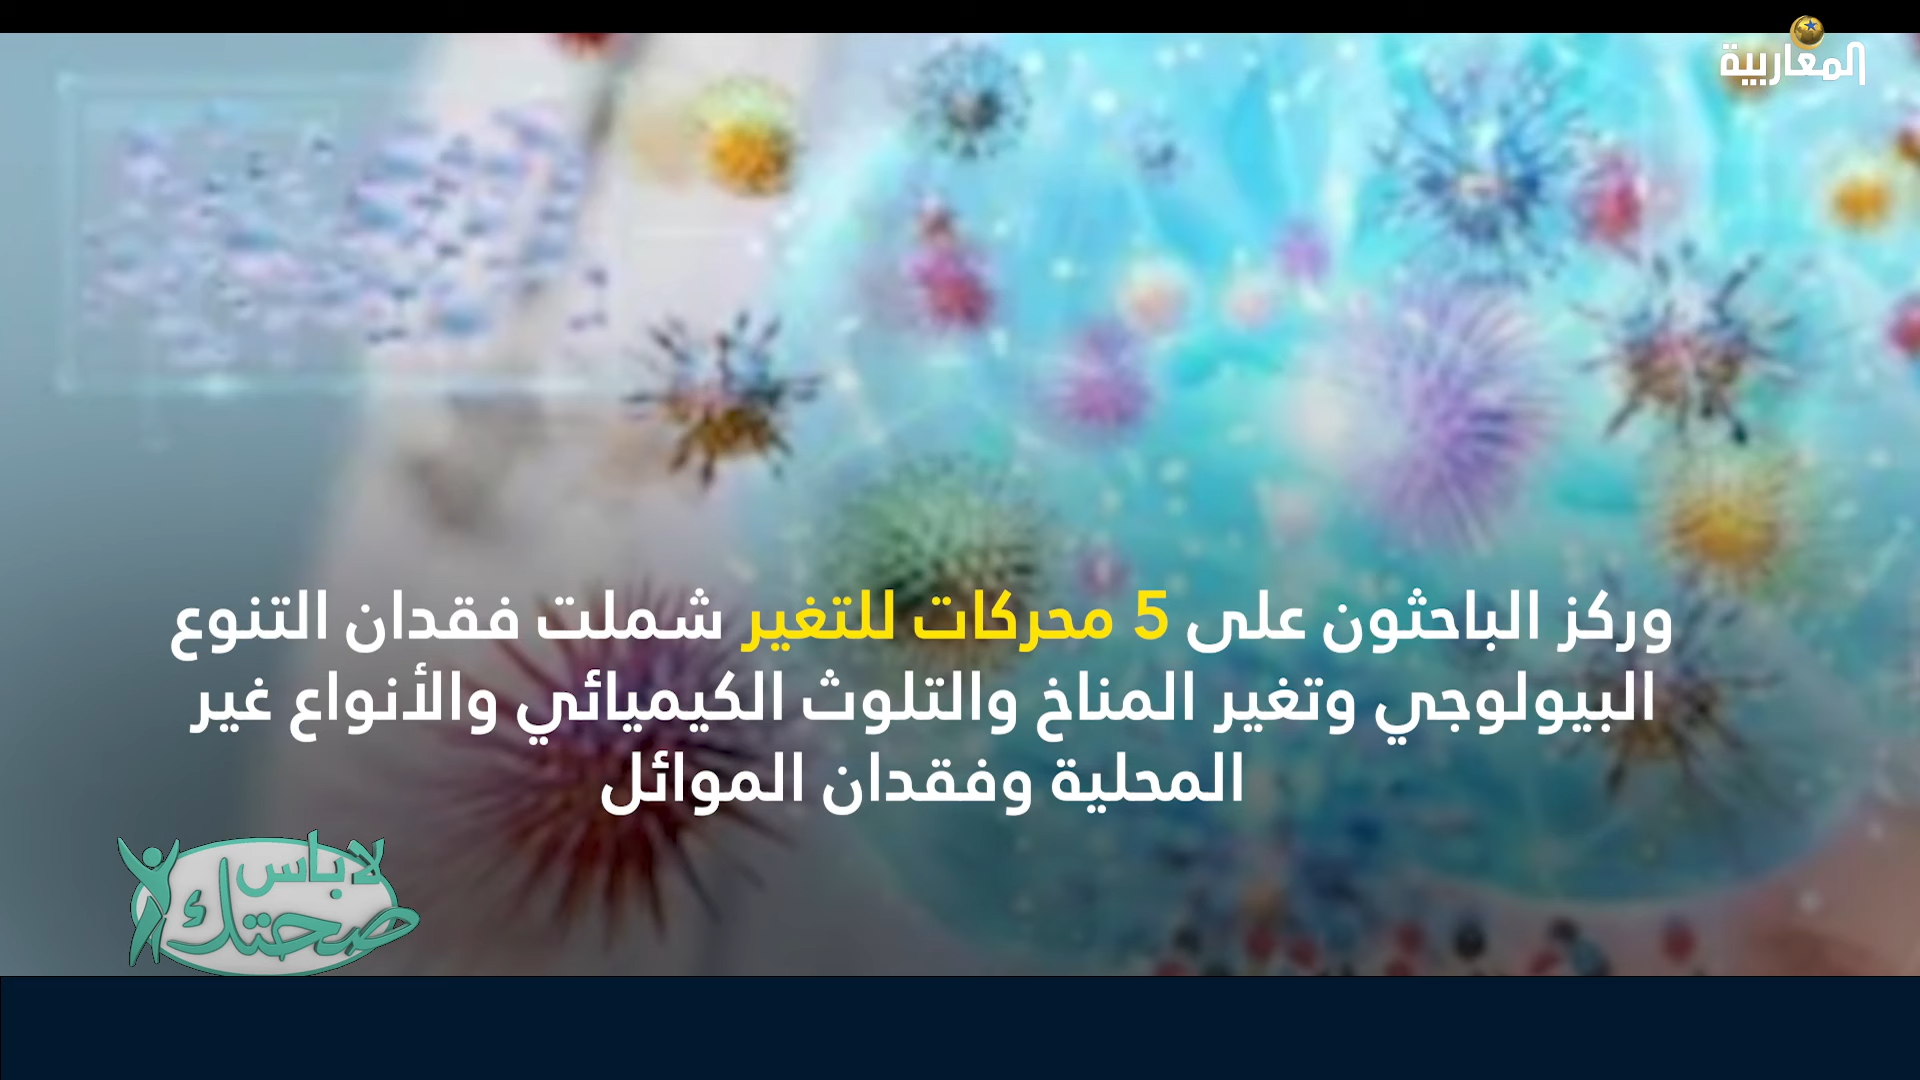 المغاربية
وركز الباحثون على 5 محركات للتغير شملت فقدان التنوع
البيولوجي وتغير المناخ والتلوث الكيميائي والأنواع غير
المحلية وفقدان الموائل
لاباس
صحتك